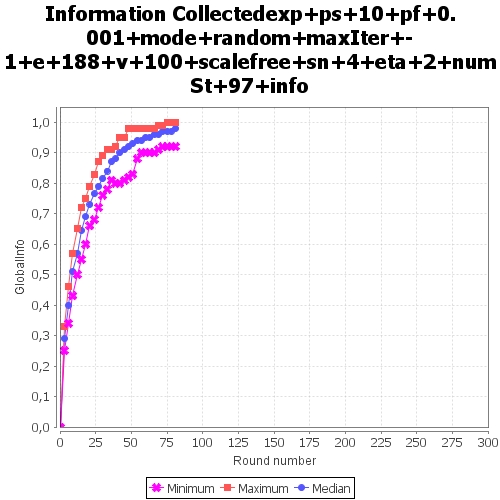 Information Collectedexp+ps+10+pf+0.
001+mode+random+maxIter+-
1+e+188+v+100+scalefree+sn+4+eta+2+num
St+97+info
1,0
0,9
0,8
0,7
0,6
0,5
0,4
0,3
0,2
0,1
0,0
GlobalInfo
0 25 50 75 100 125 150 175 200 225 250 275 300
Round number
Minimum Maximum Median